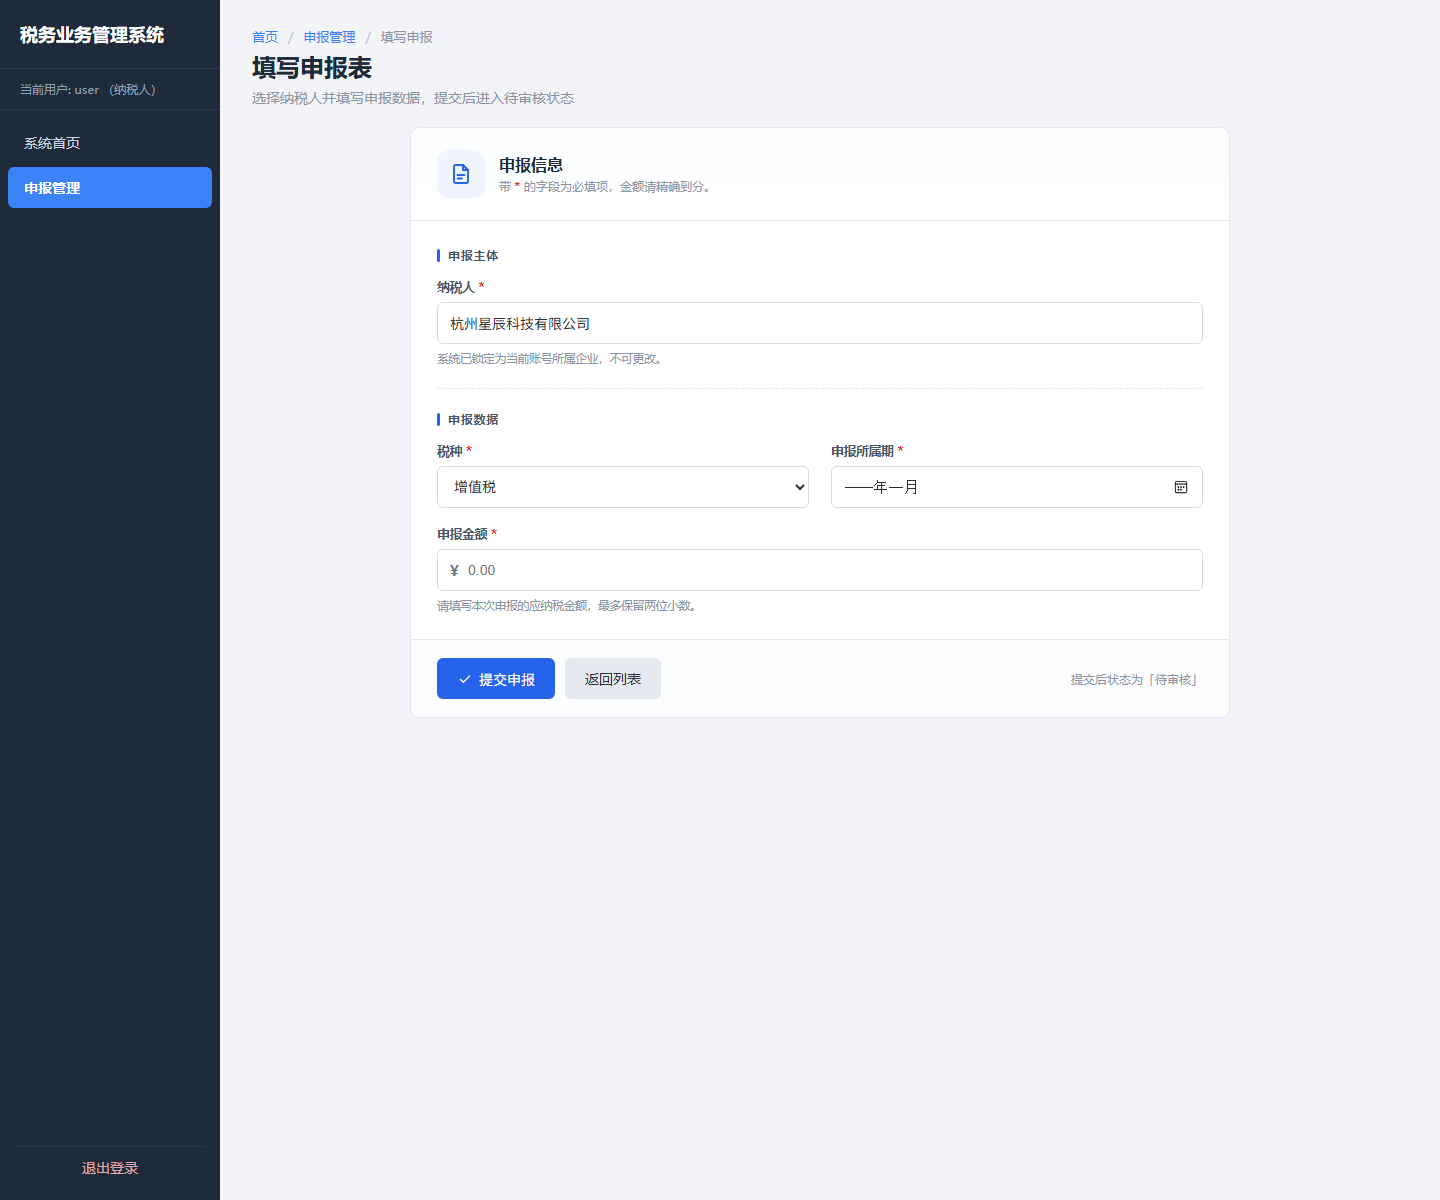 税务业务管理系统
当前用户: user （纳税人）
系统首页
申报管理
退出登录
首页 / 申报管理 / 填写申报
填写申报表
选择纳税人并填写申报数据，提交后进入待审核状态
申报信息
带 * 的字段为必填项，金额请精确到分。
申报主体
纳税人 *
杭州星辰科技有限公司
系统已锁定为当前账号所属企业，不可更改。
申报数据
税种 *
增值税
申报所属期 *
——年—月
申报金额 *
¥ 0.00
请填写本次申报的应纳税金额，最多保留两位小数。
提交申报
返回列表
提交后状态为「待审核」